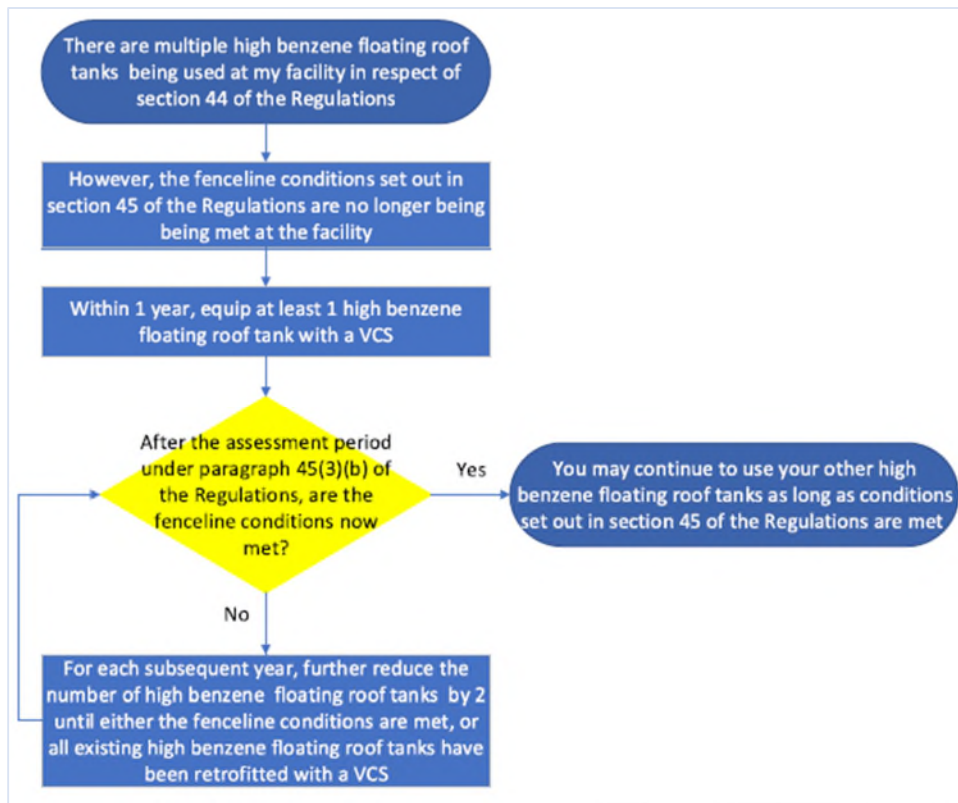 There are multiple high benzene floating roof
tanks being used at my facility in respect of
section 44 of the Regulations
However, the fenceline conditions set out in
section 45 of the Regulations are no longer being
being met at the facility
Within 1 year, equip at least 1 high benzene
floating roof tank with a VCS
After the assessment period
under paragraph 45(3)(b) of
the Regulations, are the
fenceline conditions now
met?
Yes
You may continue to use your other high
benzene floating roof tanks as long as conditions
set out in section 45 of the Regulations are met
No
For each subsequent year, further reduce the
number of high benzene floating roof tanks by 2
until either the fenceline conditions are met, or
all existing high benzene floating roof tanks have
been retrofitted with a VCS